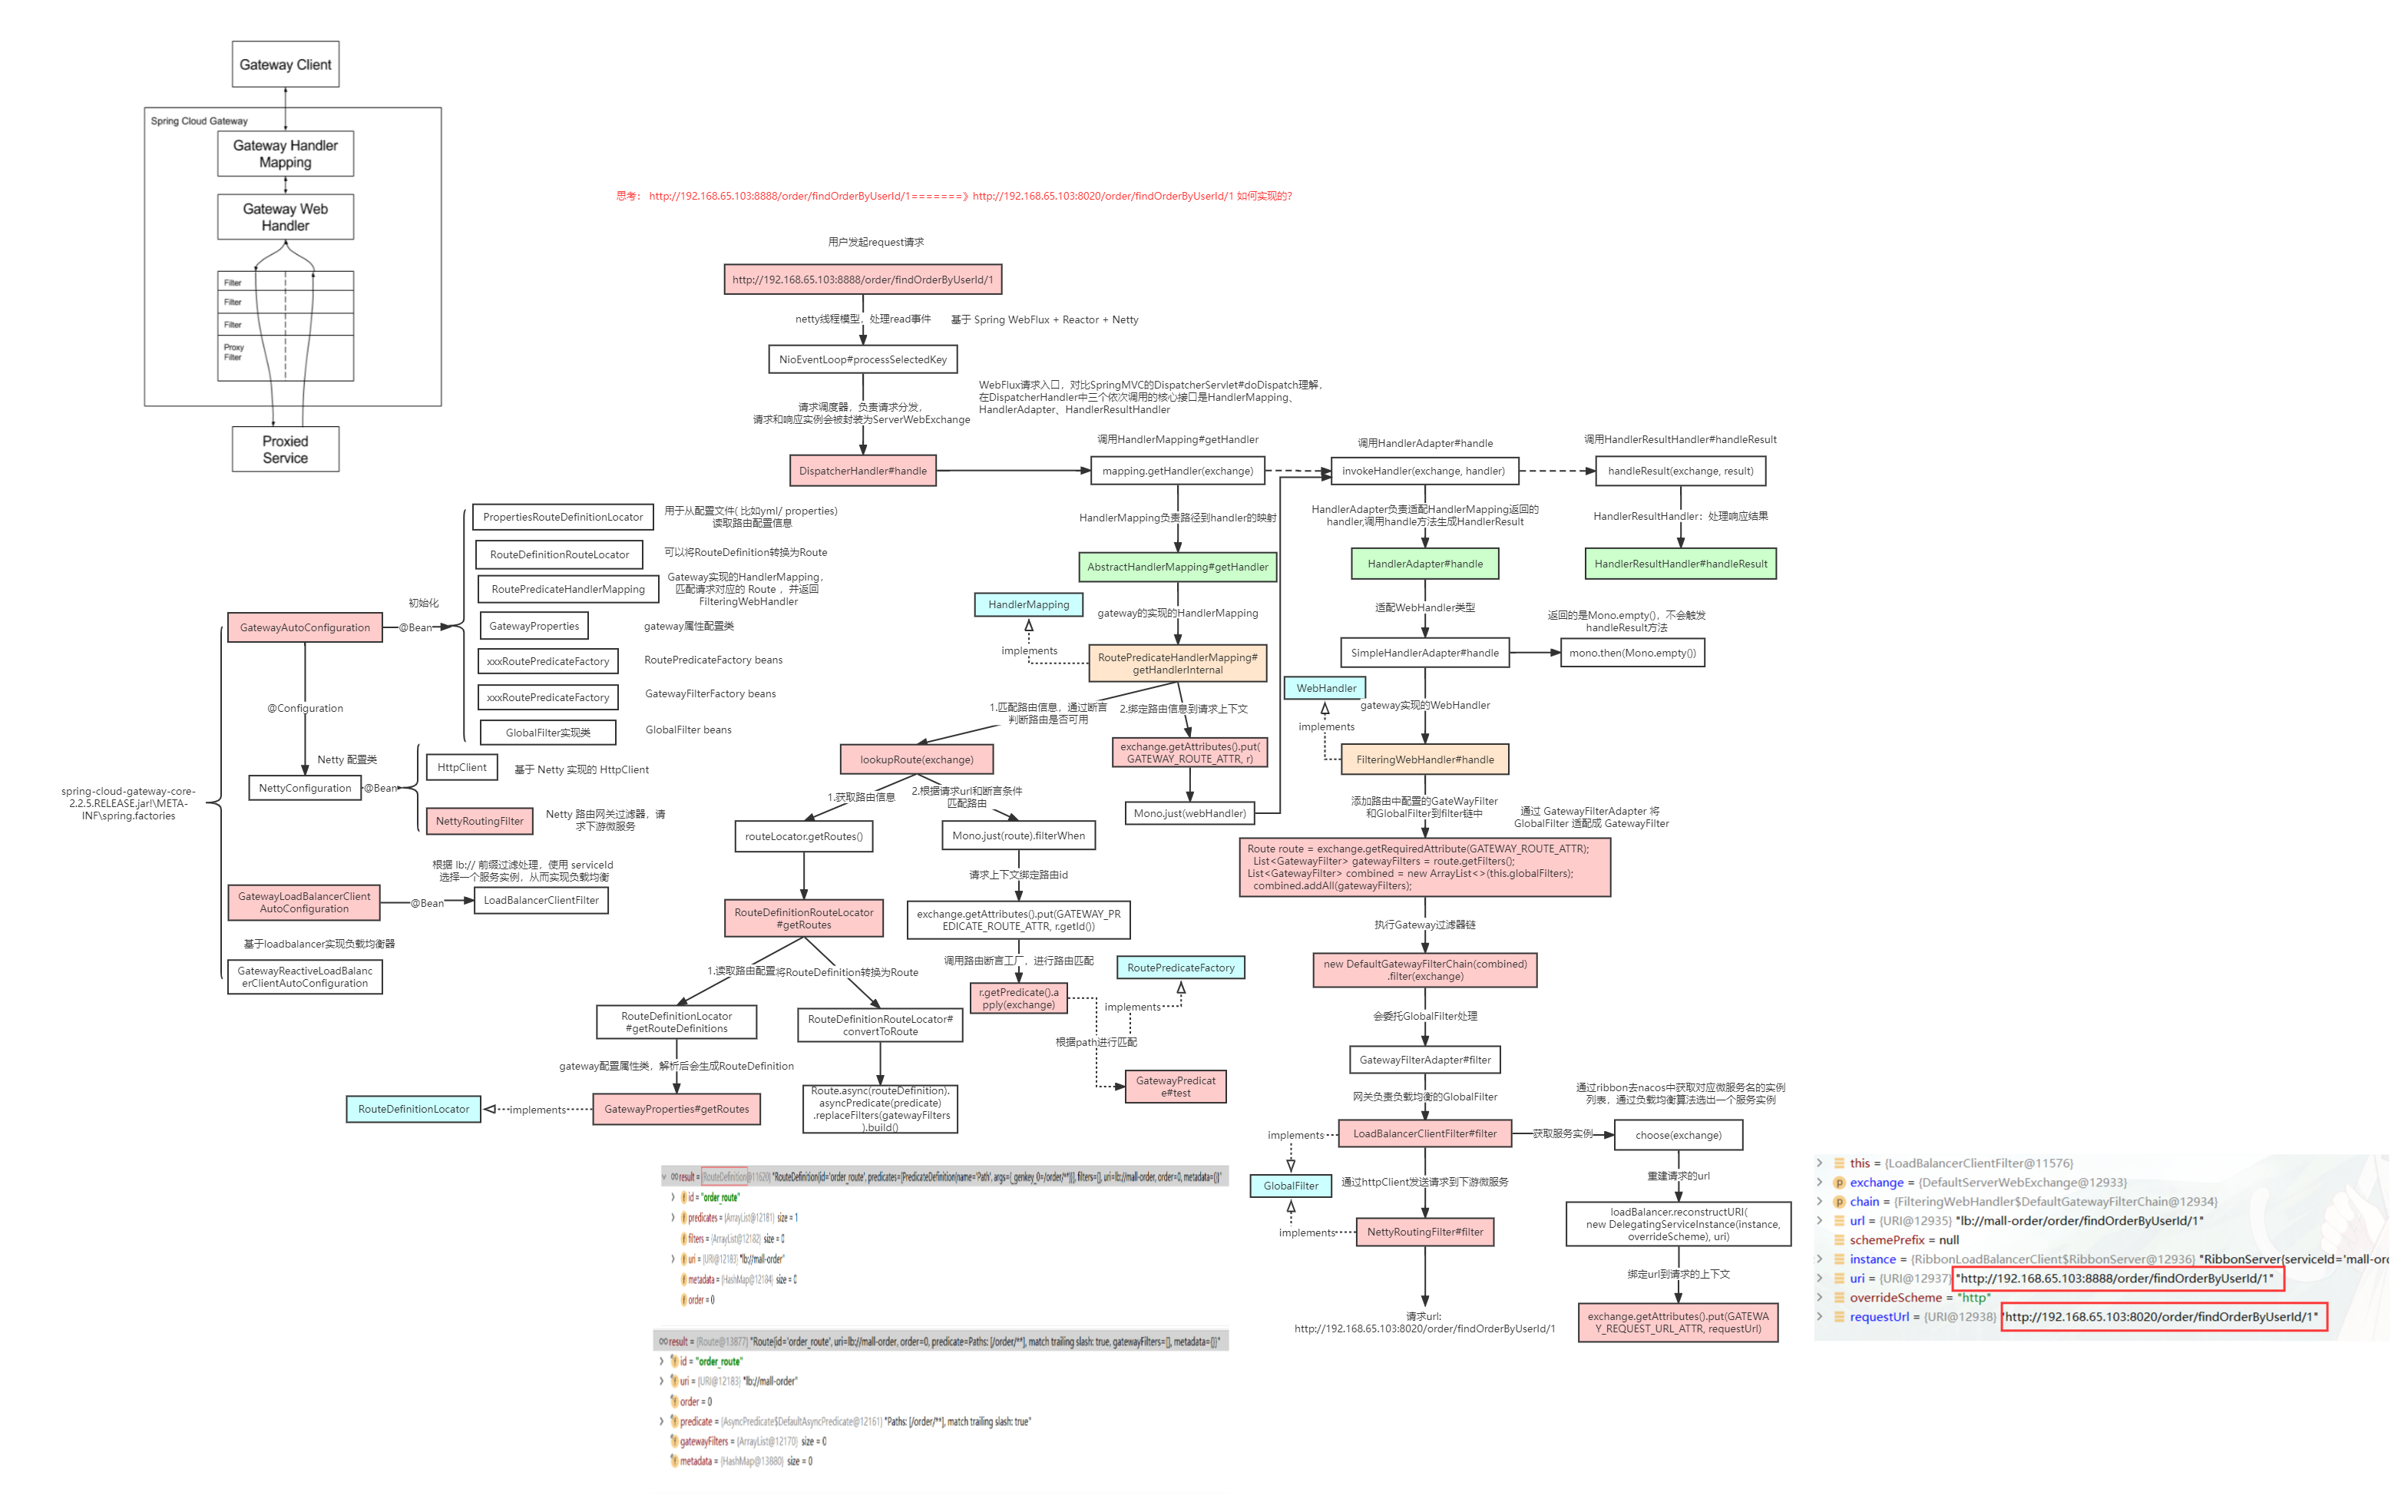 Gateway Client
Spring Cloud Gateway
Gateway Handler
Mapping
Gateway Web
Handler
Filter
Filter
Filter
Proxy
Filter
Proxied
Service
思考： http://192.168.65.103:8888/order/findOrderByUserId/1=======》http://192.168.65.103:8020/order/findOrderByUserId/1 如何实现的?
用户发起request请求
http://192.168.65.103:8888/order/findOrderByUserId/1
netty线程模型，处理read事件
基于 Spring WebFlux + Reactor + Netty
NioEventLoop#processSelectedKey
请求调度器，负责请求分发，
请求和响应实例会被封装为ServerWebExchange
WebFlux请求入口，对比SpringMVC的DispatcherServlet#doDispatch理解，
在DispatcherHandler中三个依次调用的核心接口是HandlerMapping、
HandlerAdapter、HandlerResultHandler
DispatcherHandler#handle
调用HandlerMapping#getHandler
mapping.getHandler(exchange)
调用HandlerAdapter#handle
invokeHandler(exchange, handler)
调用HandlerResultHandler#handleResult
handleResult(exchange, result)
HandlerMapping负责路径到handler的映射
AbstractHandlerMapping#getHandler
HandlerMapping
implements
gateway的实现的HandlerMapping
RoutePredicateHandlerMapping#
getHandlerInternal
1.匹配路由信息，通过断言
判断路由是否可用
2.绑定路由信息到请求上下文
lookupRoute(exchange)
exchange.getAttributes().put(
GATEWAY_ROUTE_ATTR, r)
Mono.just(webHandler)
1.获取路由信息
2.根据请求url和断言条件
匹配路由
routeLocator.getRoutes()
Mono.just(route).filterWhen
请求上下文绑定路由id
RouteDefinitionRouteLocator
#getRoutes
exchange.getAttributes().put(GATEWAY_PR
EDICATE_ROUTE_ATTR, r.getId())
1.读取路由配置
将RouteDefinition转换为Route
调用路由断言工厂，进行路由匹配
r.getPredicate().a
pply(exchange)
RoutePredicateFactory
implements
根据path进行匹配
GatewayPredicat
e#test
RouteDefinitionLocator
#getRouteDefinitions
RouteDefinitionRouteLocator#
convertToRoute
gateway配置属性类，解析后会生成RouteDefinition
RouteDefinitionLocator
implements
GatewayProperties#getRoutes
Route.async(routeDefinition).
asyncPredicate(predicate)
.replaceFilters(gatewayFilters
).build()
HandlerAdapter负责适配HandlerMapping返回的
handler,调用handle方法生成HandlerResult
HandlerAdapter#handle
适配WebHandler类型
SimpleHandlerAdapter#handle
返回的是Mono.empty()，不会触发
handleResult方法
mono.then(Mono.empty())
HandlerResultHandler：处理响应结果
HandlerResultHandler#handleResult
WebHandler
implements
gateway实现的WebHandler
FilteringWebHandler#handle
添加路由中配置的GateWayFilter
和GlobalFilter到filter链中
通过 GatewayFilterAdapter 将
GlobalFilter 适配成 GatewayFilter
Route route = exchange.getRequiredAttribute(GATEWAY_ROUTE_ATTR);
List<GatewayFilter> gatewayFilters = route.getFilters();
List<GatewayFilter> combined = new ArrayList<>(this.globalFilters);
combined.addAll(gatewayFilters);
执行Gateway过滤器链
new DefaultGatewayFilterChain(combined)
.filter(exchange)
会委托GlobalFilter处理
GatewayFilterAdapter#filter
网关负责负载均衡的GlobalFilter
LoadBalancerClientFilter#filter
implements
GlobalFilter
implements
获取服务实例
通过ribbon去nacos中获取对应微服务名的实例
列表，通过负载均衡算法选出一个服务实例
choose(exchange)
重建请求的url
loadBalancer.reconstructURI(
new DelegatingServiceInstance(instance,
overrideScheme), uri)
绑定url到请求的上下文
exchange.getAttributes().put(GATEWA
Y_REQUEST_URL_ATTR, requestUrl)
通过httpClient发送请求到下游微服务
NettyRoutingFilter#filter
请求url:
http://192.168.65.103:8020/order/findOrderByUserId/1
spring-cloud-gateway-core-
2.2.5.RELEASE.jar!\META-
INF\spring.factories
GatewayAutoConfiguration
初始化
@Bean
PropertiesRouteDefinitionLocator
用于从配置文件( 比如yml/ properties)
读取路由配置信息
RouteDefinitionRouteLocator
可以将RouteDefinition转换为Route
RoutePredicateHandlerMapping
Gateway实现的HandlerMapping，
匹配请求对应的 Route ，并返回
FilteringWebHandler
GatewayProperties
gateway属性配置类
xxxRoutePredicateFactory
RoutePredicateFactory beans
xxxRoutePredicateFactory
GatewayFilterFactory beans
GlobalFilter实现类
GlobalFilter beans
@Configuration
Netty 配置类
NettyConfiguration
@Bean
HttpClient
基于 Netty 实现的 HttpClient
NettyRoutingFilter
Netty 路由网关过滤器，请
求下游微服务
根据 lb:// 前缀过滤处理，使用 serviceId
选择一个服务实例，从而实现负载均衡
GatewayLoadBalancerClient
AutoConfiguration
@Bean
LoadBalancerClientFilter
基于loadbalancer实现负载均衡器
GatewayReactiveLoadBalanc
erClientAutoConfiguration
result = {RouteDefinition@11620} "RouteDefinition{id='order_route', predicates=[PredicateDefinition{name='Path', args={_genkey_0=/order/**}}], filters=[], uri=lb://mall-order, order=0, metadata={}}"
id = "order_route"
predicates = {ArrayList@12181} size = 1
filters = {ArrayList@12182} size = 0
uri = {URI@12183} "lb://mall-order"
metadata = {HashMap@12184} size = 0
order = 0
result = {Route@13877} "Route{id='order_route', uri=lb://mall-order, order=0, predicate=Paths: [/order/**], match trailing slash: true, gatewayFilters=[], metadata={}}"
id = "order_route"
uri = {URI@12183} "lb://mall-order"
order = 0
predicate = {AsyncPredicate$DefaultAsyncPredicate@12161} "Paths: [/order/**], match trailing slash: true"
gatewayFilters = {ArrayList@12170} size = 0
metadata = {HashMap@13880} size = 0
this = {LoadBalancerClientFilter@11576}
exchange = {DefaultServerWebExchange@12933}
chain = {FilteringWebHandler$DefaultGatewayFilterChain@12934}
url = {URI@12935} "lb://mall-order/order/findOrderByUserId/1"
schemePrefix = null
instance = {RibbonLoadBalancerClient$RibbonServer@12936} "RibbonServer{serviceId='mall-ord
uri = {URI@12937} "http://192.168.65.103:8888/order/findOrderByUserId/1"
overrideScheme = "http"
requestUrl = {URI@12938} "http://192.168.65.103:8020/order/findOrderByUserId/1"